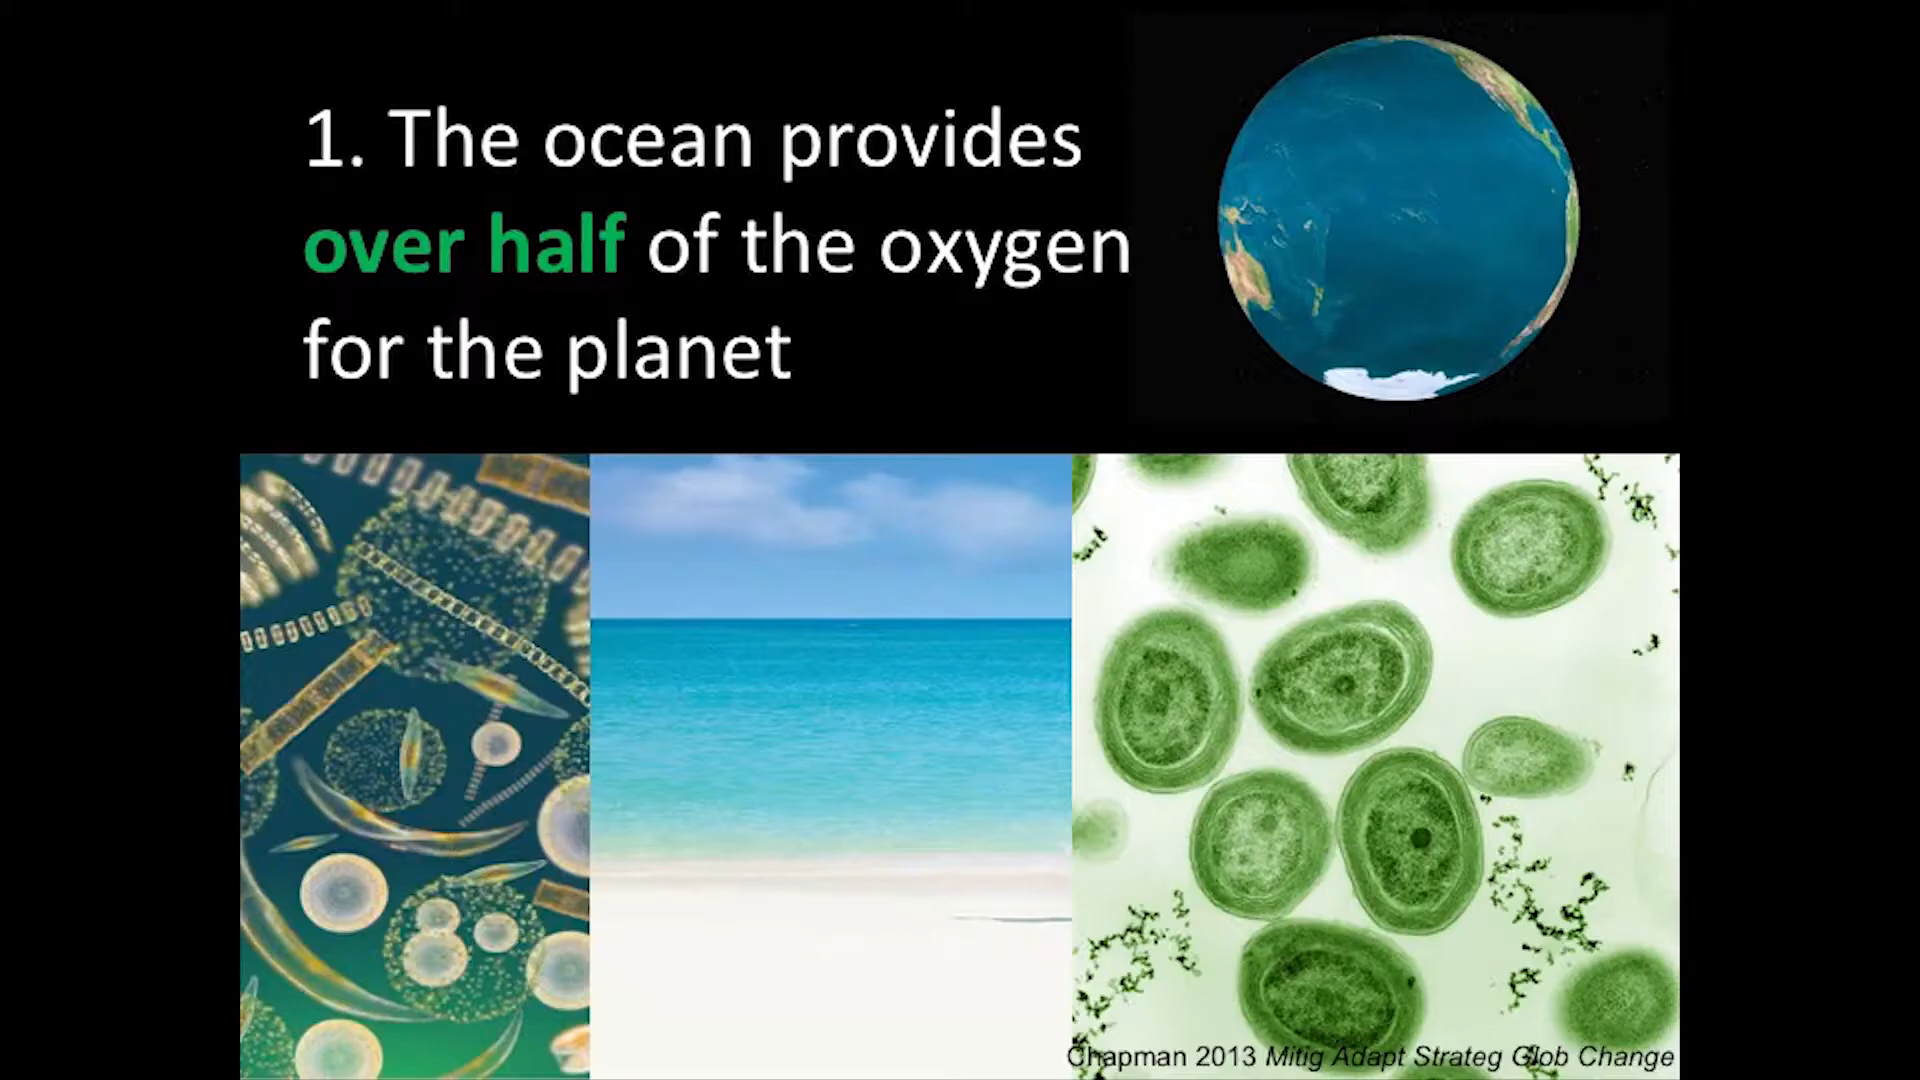 1. The ocean provides
over half of the oxygen
for the planet
Chapman 2013 Mitig Adapt Strateg Glob Change